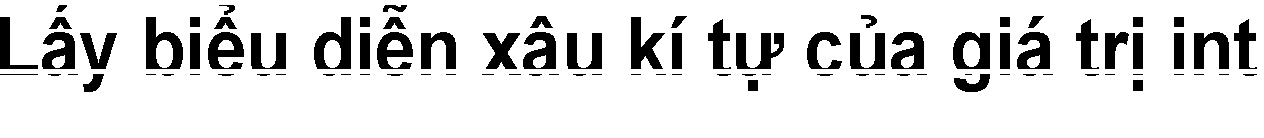 Lấy biểu diễn xâu kí tự của giá trị int